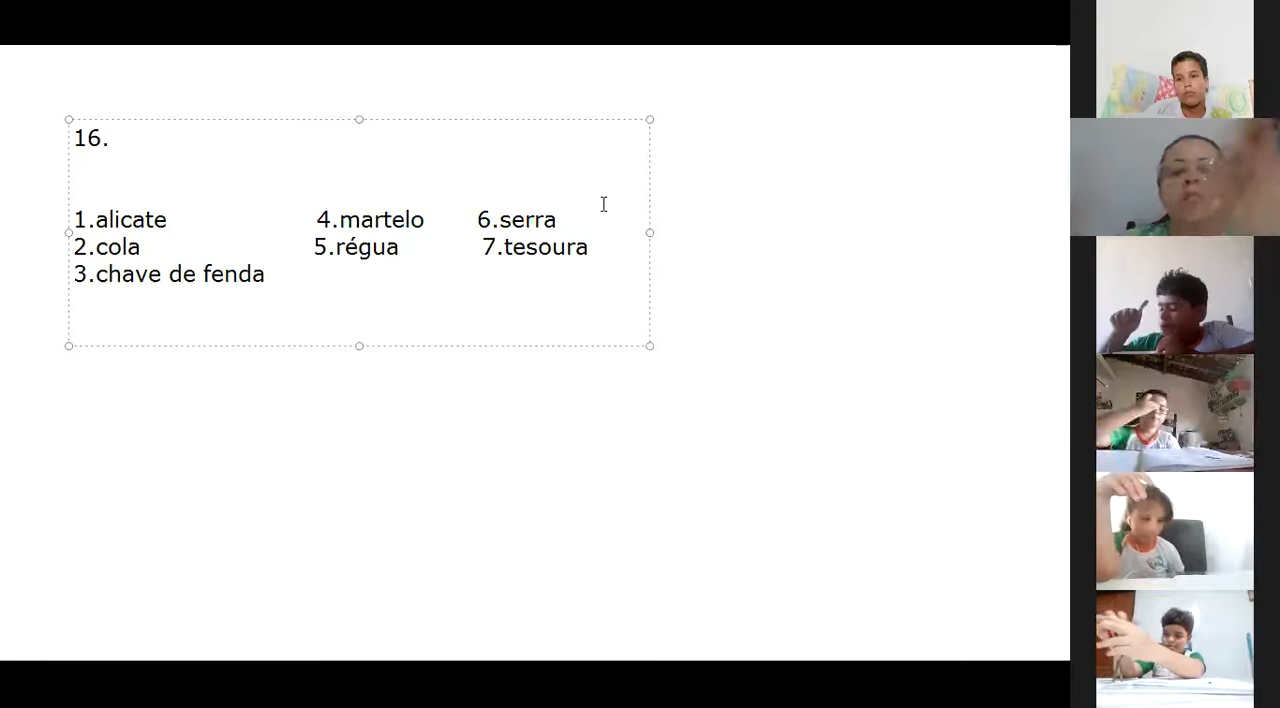 16.
1.alicate 4.martelo 6.serra
2.cola 5.régua 7.tesoura
3.chave de fenda